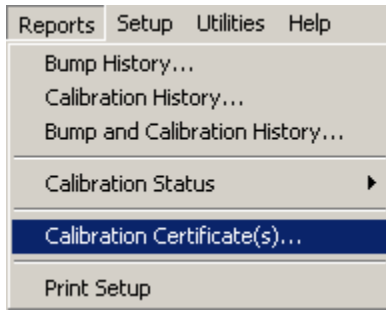 Reports Setup Utilities Help
Bump History...
Calibration History...
Bump and Calibration History...
Calibration Status
Calibration Certificate(s)...
Print Setup